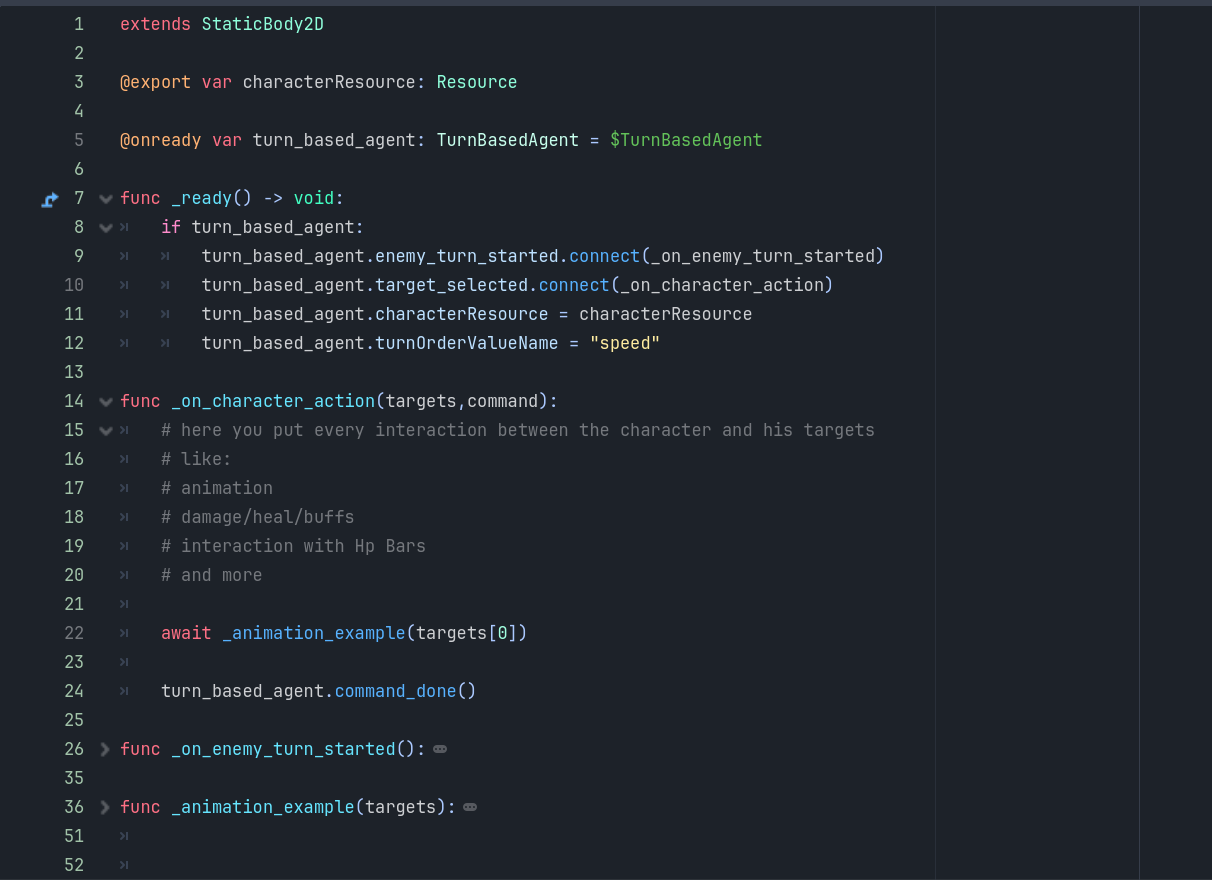 1 extends StaticBody2D
2
3 @export var characterResource: Resource
4
5 @onready var turn_based_agent: TurnBasedAgent = $TurnBasedAgent
6
7 func _ready() -> void:
8 if turn_based_agent:
9 turn_based_agent.enemy_turn_started.connect(_on_enemy_turn_started)
10 turn_based_agent.target_selected.connect(_on_character_action)
11 turn_based_agent.characterResource = characterResource
12 turn_based_agent.turnOrderValueName = "speed"
13
14 func _on_character_action(targets,command):
15 # here you put every interaction between the character and his targets
16 # like:
17 # animation
18 # damage/heal/buffs
19 # interaction with Hp Bars
20 # and more
21
22 await _animation_example(targets[0])
23
24 turn_based_agent.command_done()
25
26 func _on_enemy_turn_started():
35
36 func _animation_example(targets):
51
52